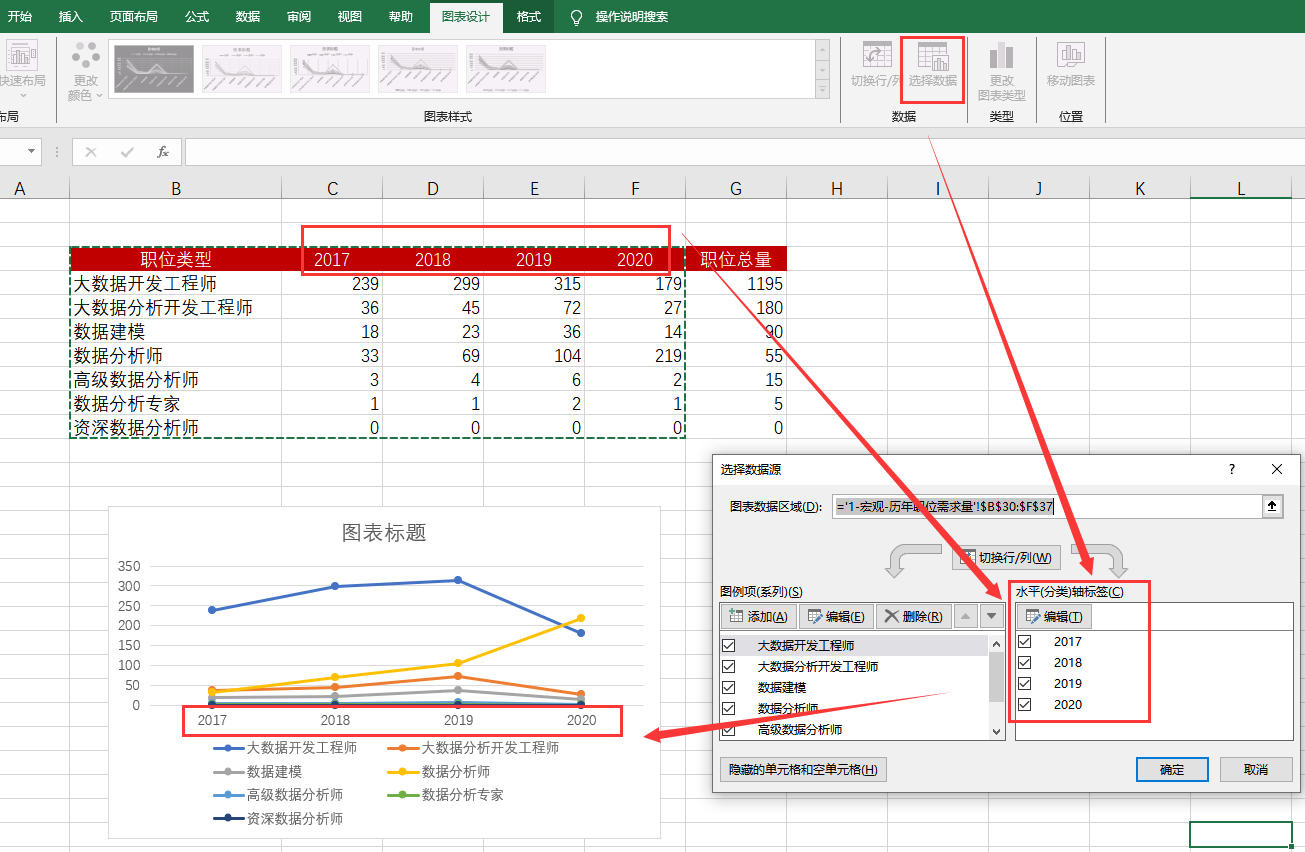 开始 插入 页面布局 公式 数据 审阅 视图 帮助 图表设计 格式 操作说明搜索
快速布局
更改
颜色
切换行/列
选择数据
更改
图表类型
移动图表
布局 图表样式 数据 类型 位置
fx
A B C D E F G H I J K L
职位类型 2017 2018 2019 2020 职位总量
大数据开发工程师 239 299 315 179 1195
大数据分析开发工程师 36 45 72 27 180
数据建模 18 23 36 14 90
数据分析师 33 69 104 219 55
高级数据分析师 3 4 6 2 15
数据分析专家 1 1 2 1 5
资深数据分析师 0 0 0 0 0
图表标题
350
300
250
200
150
100
50
0
2017 2018 2019 2020
大数据开发工程师 大数据分析开发工程师
数据建模 数据分析师
高级数据分析师 数据分析专家
资深数据分析师
选择数据源 ?
图表数据区域(D): ='1-宏观-历年职位需求量'!$B$30:$F$37
切换行/列(W)
图例项(系列)(S)
添加(A) 编辑(E) 删除(R)
大数据开发工程师
大数据分析开发工程师
数据建模
数据分析师
高级数据分析师
水平(分类)轴标签(C)
编辑(T)
2017
2018
2019
2020
隐藏的单元格和空单元格(H) 确定 取消